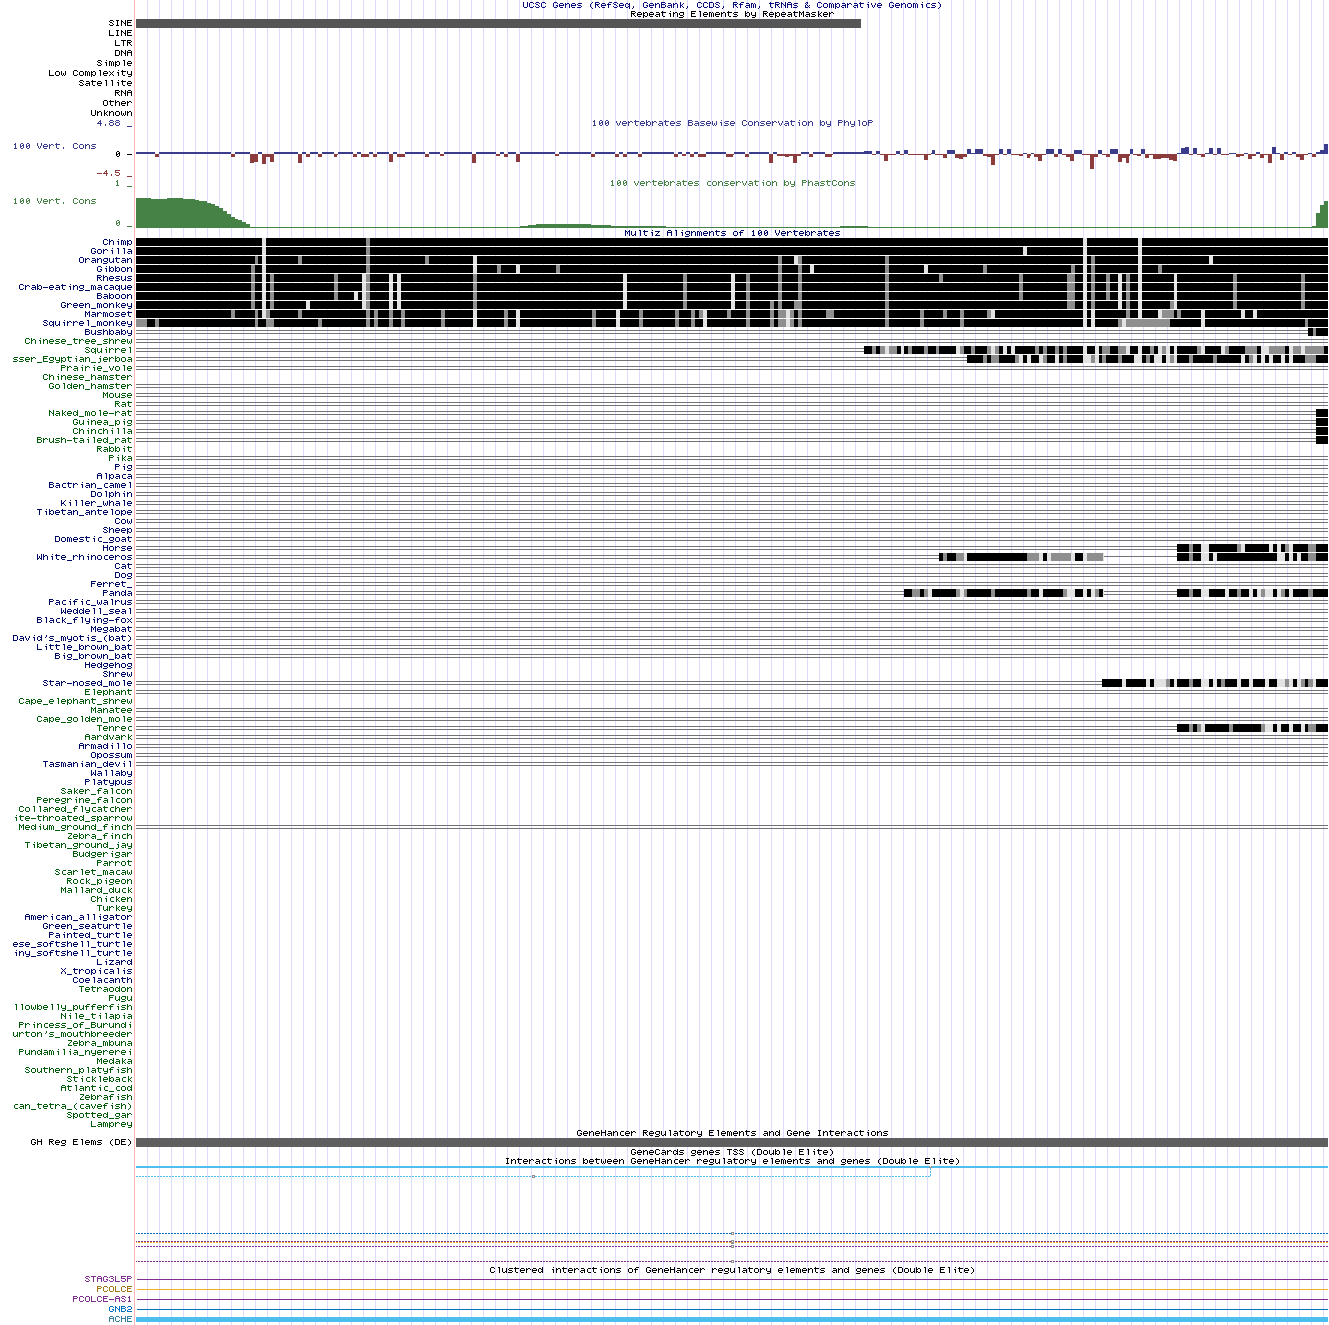 UCSC Genes (RefSeq, GenBank, CCDS, Rfam, tRNAs & Comparative Genomics)
Repeating Elements by RepeatMasker
SINE
LINE
LTR
DNA
Simple
Low Complexity
Satellite
RNA
Other
Unknown
4.88 _
100 vertebrates Basewise Conservation by PhyloP
100 Vert. Cons
0 -
-4.5 _
1 _
100 vertebrates conservation by PhastCons
100 Vert. Cons
0 _
Multiz Alignments of 100 Vertebrates
Chimp
Gorilla
Orangutan
Gibbon
Rhesus
Crab-eating_macaque
Baboon
Green_monkey
Marmoset
Squirrel_monkey
Bushbaby
Chinese_tree_shrew
Squirrel
sser_Egyptian_jerboa
Prairie_vole
Chinese_hamster
Golden_hamster
Mouse
Rat
Naked_mole-rat
Guinea_pig
Chinchilla
Brush-tailed_rat
Rabbit
Pika
Pig
Alpaca
Bactrian_camel
Dolphin
Killer_whale
Tibetan_antelope
Cow
Sheep
Domestic_goat
Horse
White_rhinoceros
Cat
Dog
Ferret_
Panda
Pacific_walrus
Weddell_seal
Black_flying-fox
Megabat
David's_myotis_(bat)
Little_brown_bat
Big_brown_bat
Hedgehog
Shrew
Star-nosed_mole
Elephant
Cape_elephant_shrew
Manatee
Cape_golden_mole
Tenrec
Aardvark
Armadillo
Opossum
Tasmanian_devil
Wallaby
Platypus
Saker_falcon
Peregrine_falcon
Collared_flycatcher
ite-throated_sparrow
Medium_ground_finch
Zebra_finch
Tibetan_ground_jay
Budgerigar
Parrot
Scarlet_macaw
Rock_pigeon
Mallard_duck
Chicken
Turkey
American_alligator
Green_seaturtle
Painted_turtle
ese_softshell_turtle
iny_softshell_turtle
Lizard
X_tropicalis
Coelacanth
Tetraodon
Fugu
llowbelly_pufferfish
Nile_tilapia
Princess_of_Burundi
urton's_mouthbreeder
Zebra_mbuna
Pundamilia_nyererei
Medaka
Southern_platyfish
Stickleback
Atlantic_cod
Zebrafish
can_tetra_(cavefish)
Spotted_gar
Lamprey
GeneHancer Regulatory Elements and Gene Interactions
GH Reg Elems (DE)
GeneCards genes TSS (Double Elite)
Interactions between GeneHancer regulatory elements and genes (Double Elite)
Clustered interactions of GeneHancer regulatory elements and genes (Double Elite)
STAG3L5P
PCOLCE
PCOLCE-AS1
GNB2
ACHE